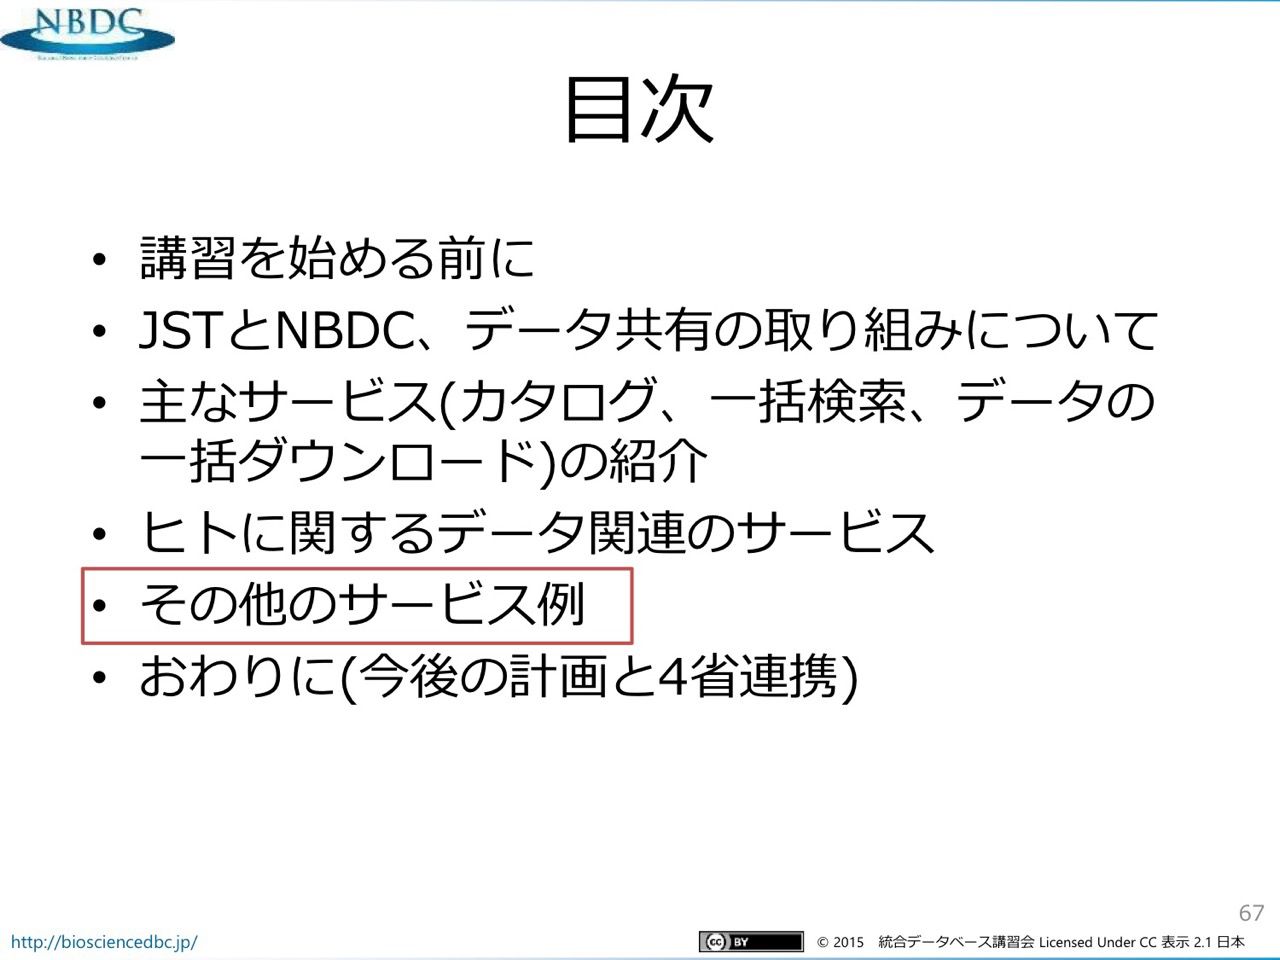 NBDC
目次
• 講習を始める前に
• JSTとNBDC、データ共有の取り組みについて
• 主なサービス(カタログ、一括検索、データの
一括ダウンロード)の紹介
• ヒトに関するデータ関連のサービス
• その他のサービス例
• おわりに(今後の計画と4省連携)
67
http://biosciencedbc.jp/
cc BY
© 2015 統合データベース講習会 Licensed Under CC 表示 2.1 日本